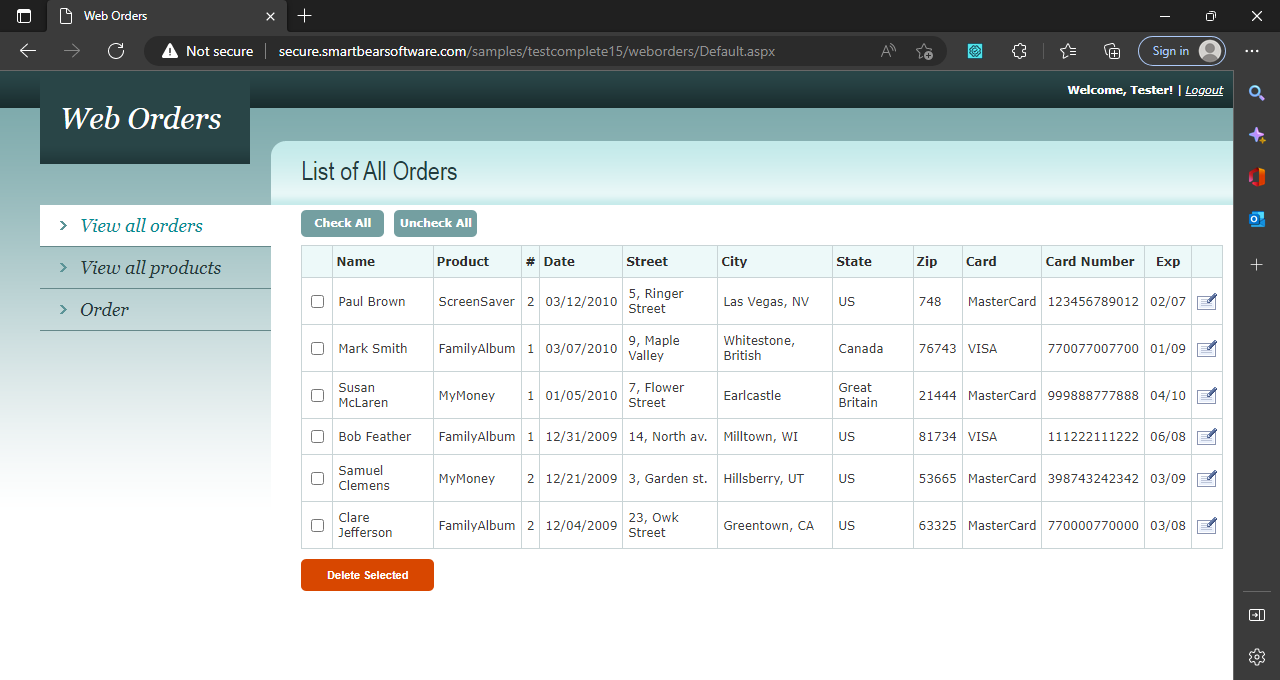 Web Orders
Not secure
secure.smartbearsoftware.com/samples/testcomplete15/weborders/Default.aspx
Sign in
Welcome, Tester! | Logout
Web Orders
List of All Orders
View all orders
View all products
Order
Check All Uncheck All
Name Product # Date Street City State Zip Card Card Number Exp
Paul Brown ScreenSaver 2 03/12/2010 5, Ringer Street Las Vegas, NV US 748 MasterCard 123456789012 02/07
Mark Smith FamilyAlbum 1 03/07/2010 9, Maple Valley Whitestone, British Canada 76743 VISA 770077007700 01/09
Susan McLaren MyMoney 1 01/05/2010 7, Flower Street Earlcastle Great Britain 21444 MasterCard 999888777888 04/10
Bob Feather FamilyAlbum 1 12/31/2009 14, North av. Milltown, WI US 81734 VISA 111222111222 06/08
Samuel Clemens MyMoney 2 12/21/2009 3, Garden st. Hillsberry, UT US 53665 MasterCard 398743242342 03/09
Clare Jefferson FamilyAlbum 2 12/04/2009 23, Owk Street Greentown, CA US 63325 MasterCard 770000770000 03/08
Delete Selected